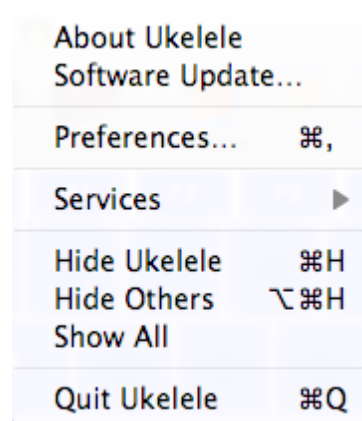 About Ukelele
Software Update...
Preferences... ⌘,
Services ▶
Hide Ukelele ⌘H
Hide Others ⌥⌘H
Show All
Quit Ukelele ⌘Q